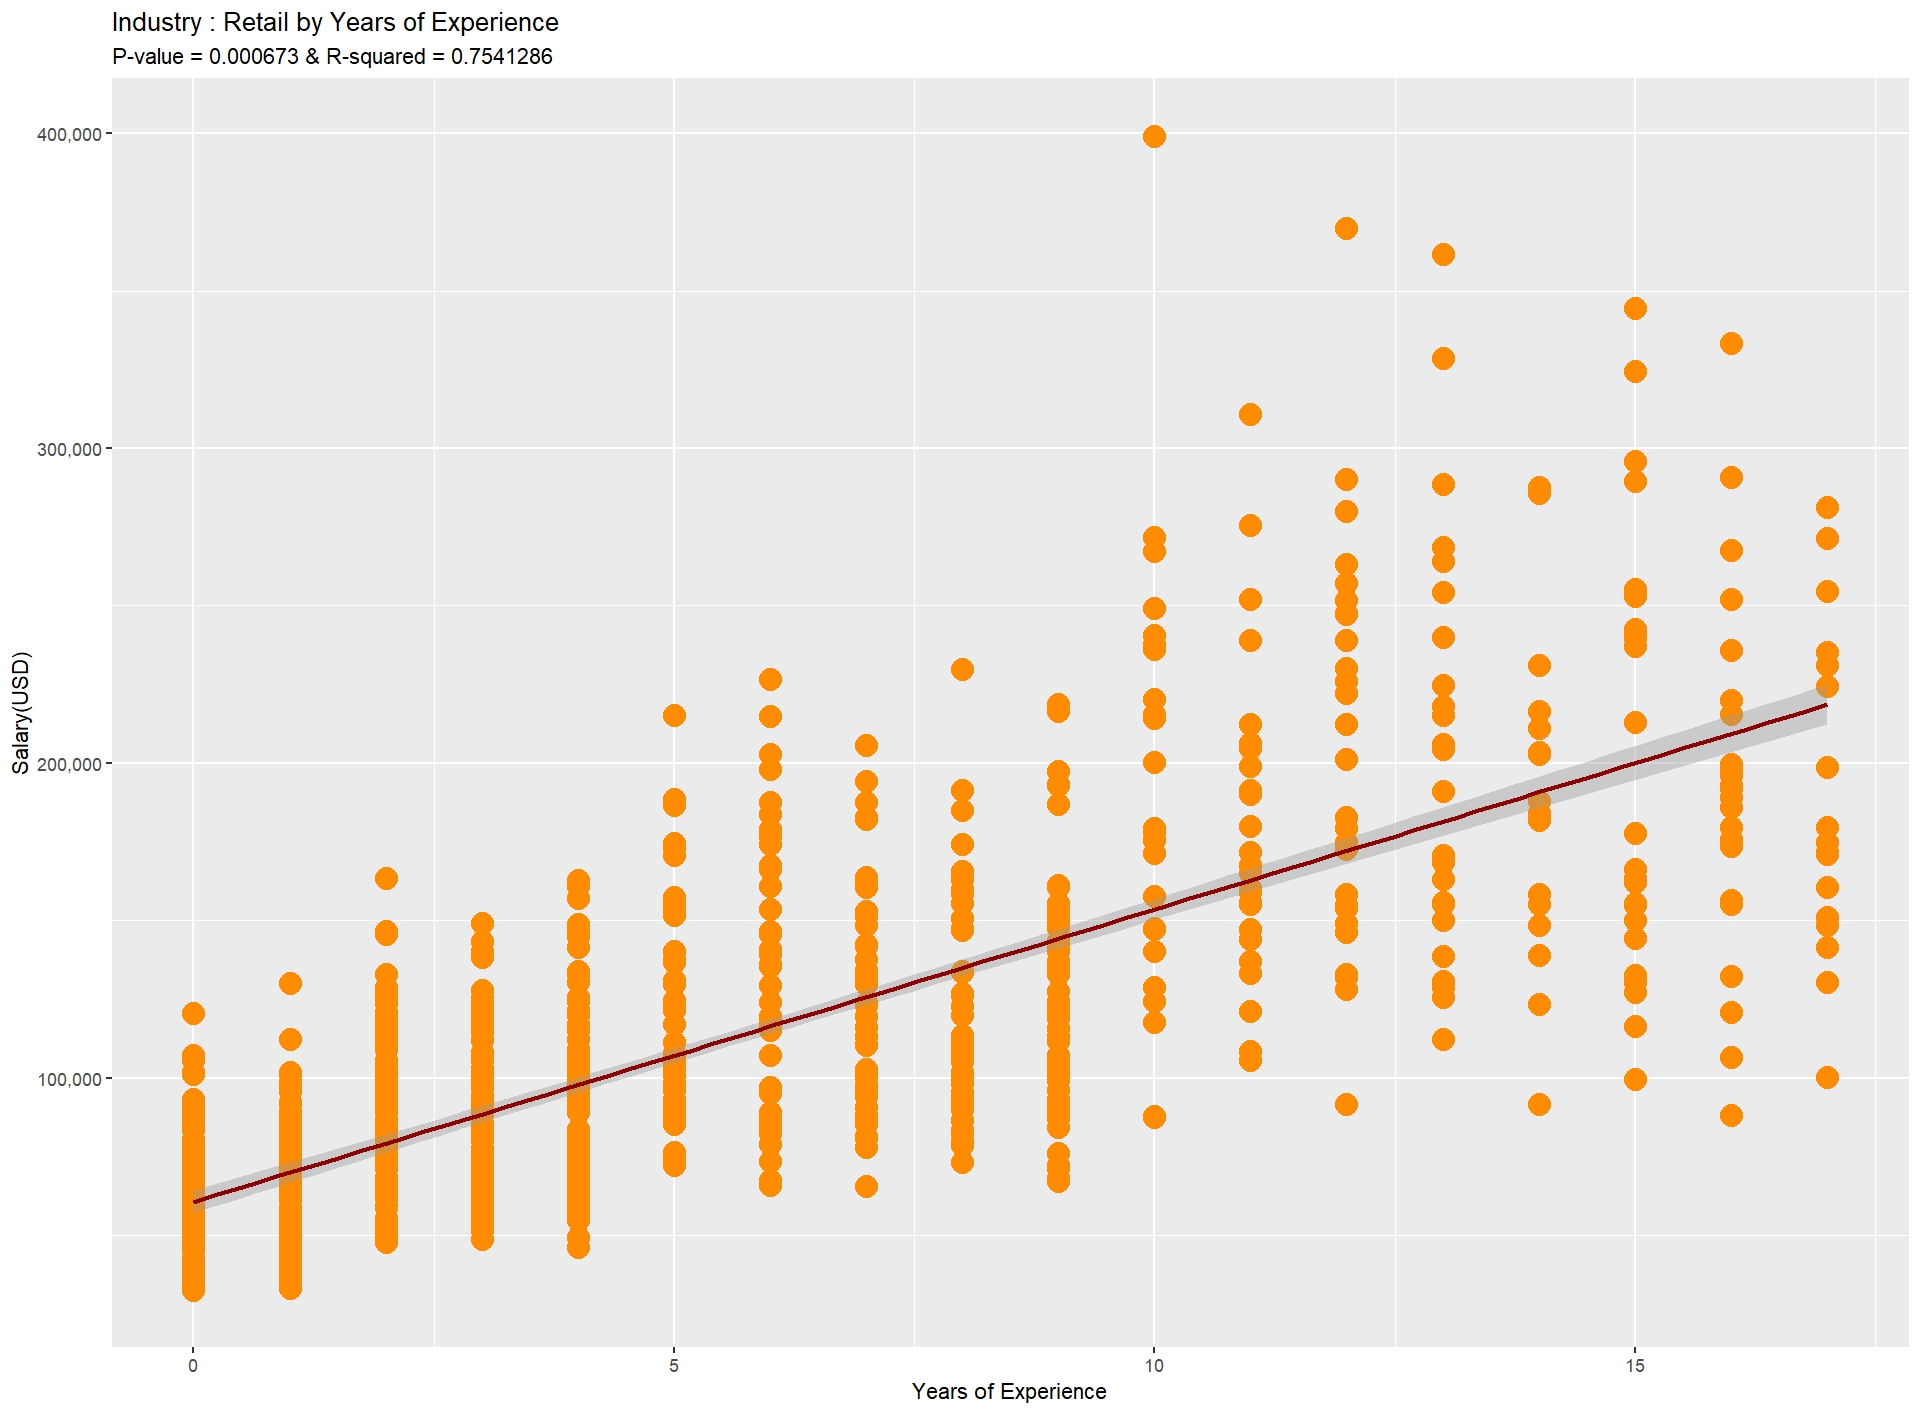 Industry : Retail by Years of Experience
P-value = 0.000673 & R-squared = 0.7541286
400,000
300,000
200,000
100,000
Salary(USD)
0 5 10 15
Years of Experience